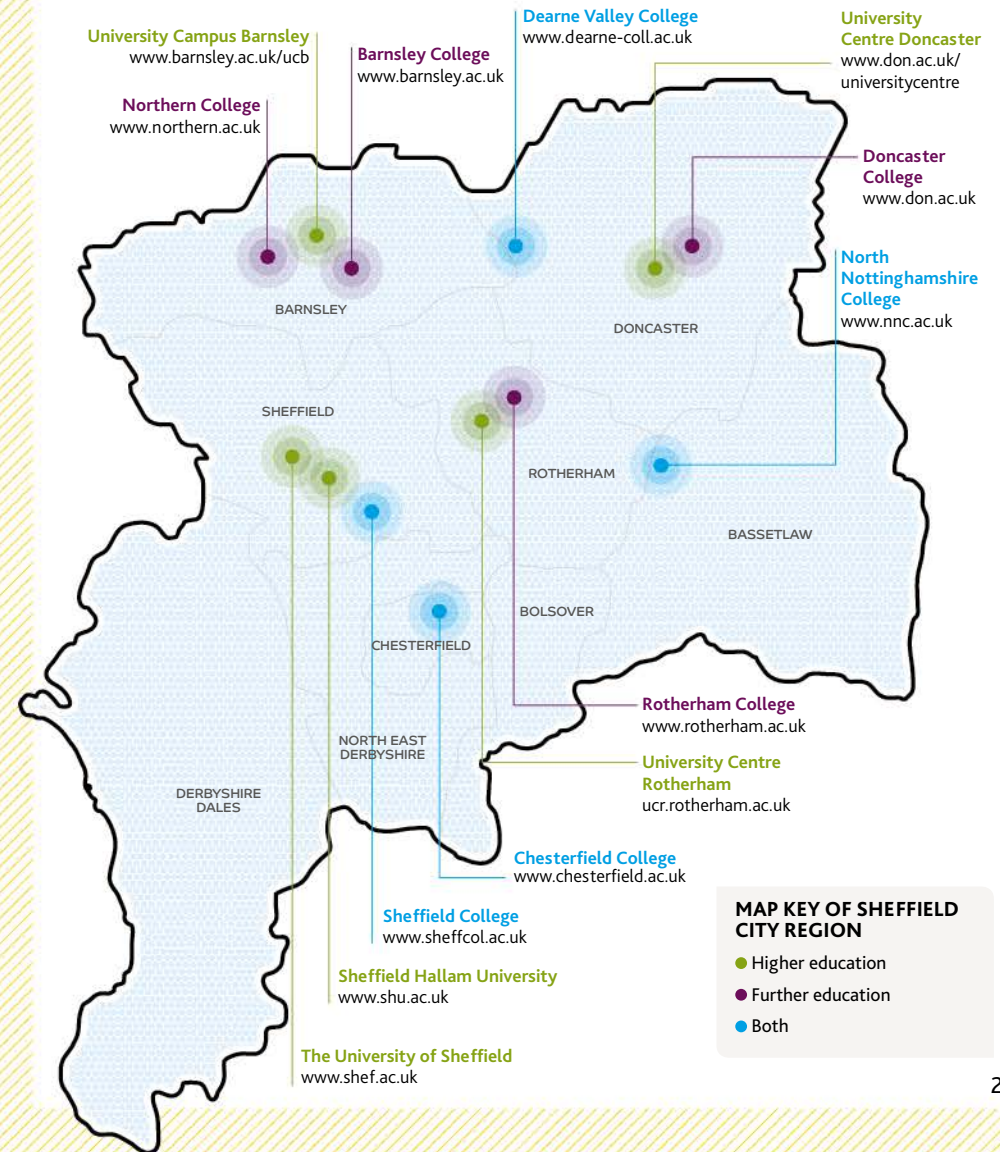 University Campus Barnsley
www.barnsley.ac.uk/ucb
Barnsley College
www.barnsley.ac.uk
Northern College
www.northern.ac.uk
Dearne Valley College
www.dearne-coll.ac.uk
University
Centre Doncaster
www.don.ac.uk/
universitycentre
Doncaster
College
www.don.ac.uk
North
Nottinghamshire
College
www.nnc.ac.uk
BARNSLEY
DONCASTER
SHEFFIELD
ROTHERHAM
BASSETLAW
BOLSOVER
CHESTERFIELD
NORTH EAST
DERBYSHIRE
DERBYSHIRE
DALES
Rotherham College
www.rotherham.ac.uk
University Centre
Rotherham
ucr.rotherham.ac.uk
Chesterfield College
www.chesterfield.ac.uk
Sheffield College
www.sheffcol.ac.uk
Sheffield Hallam University
www.shu.ac.uk
The University of Sheffield
www.shef.ac.uk
MAP KEY OF SHEFFIELD
CITY REGION
Higher education
Further education
Both
2